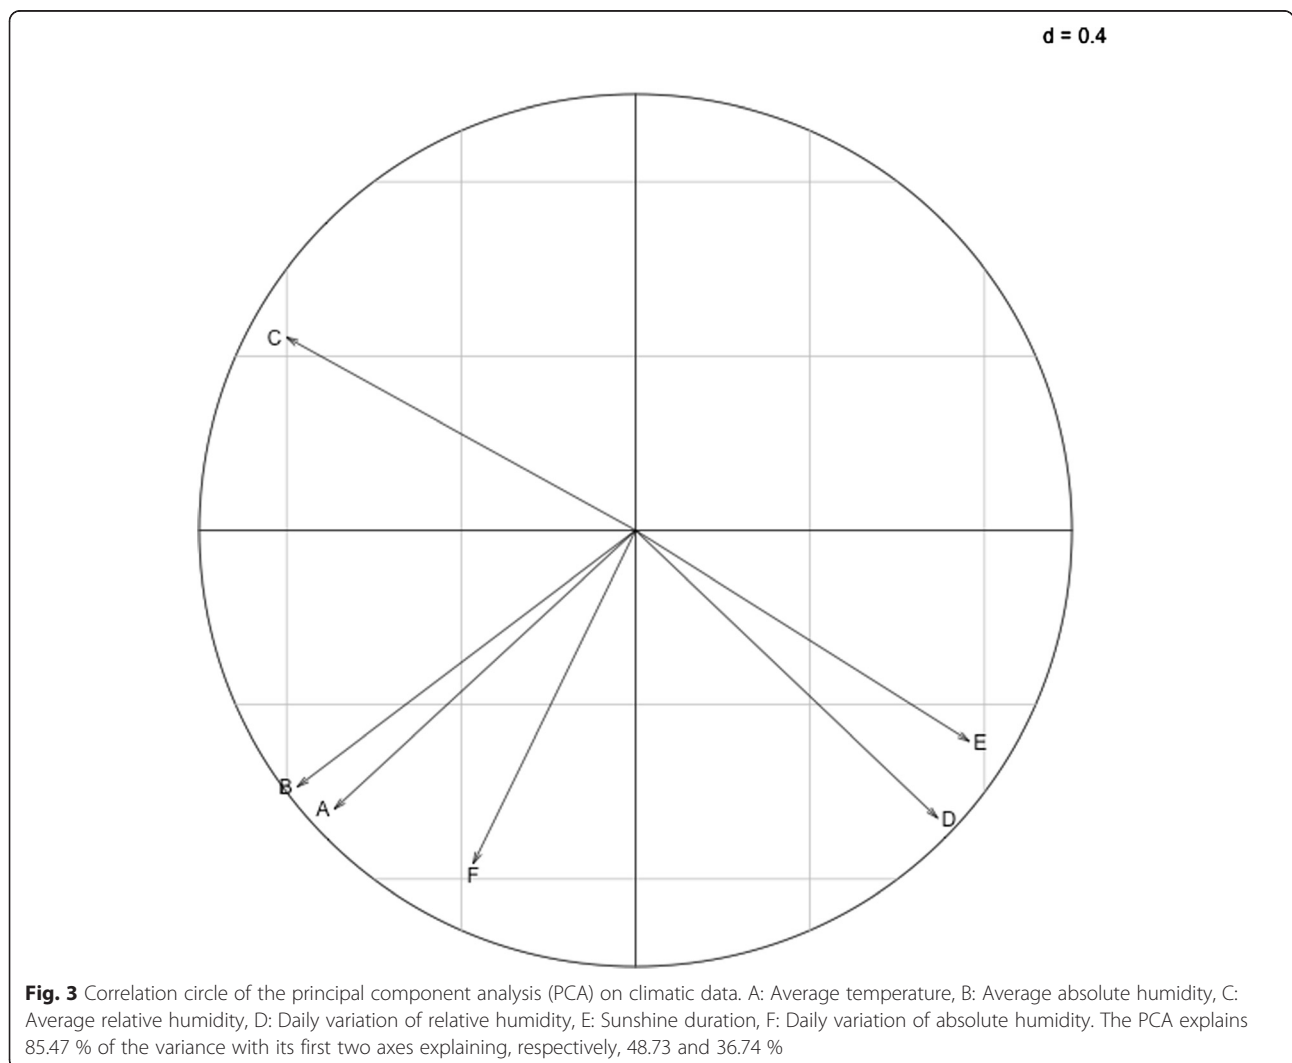 d = 0.4
C
E
B
A
D
F
Fig. 3 Correlation circle of the principal component analysis (PCA) on climatic data. A: Average temperature, B: Average absolute humidity, C:
Average relative humidity, D: Daily variation of relative humidity, E: Sunshine duration, F: Daily variation of absolute humidity. The PCA explains
85.47 % of the variance with its first two axes explaining, respectively, 48.73 and 36.74 %